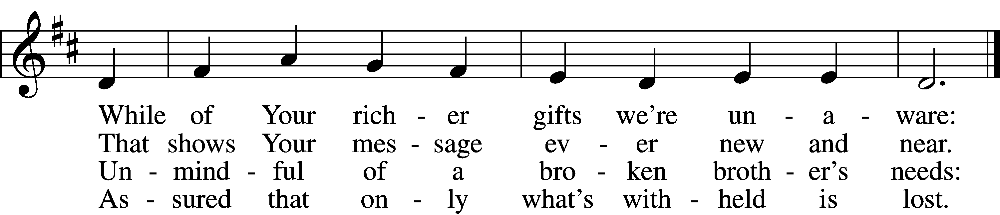 While of Your rich - er gifts we're un - a - ware:
That shows Your mes - sage ev - er new and near.
Un - mind - ful of a bro - ken broth - er's needs:
As - sured that on - ly what's with - held is lost.